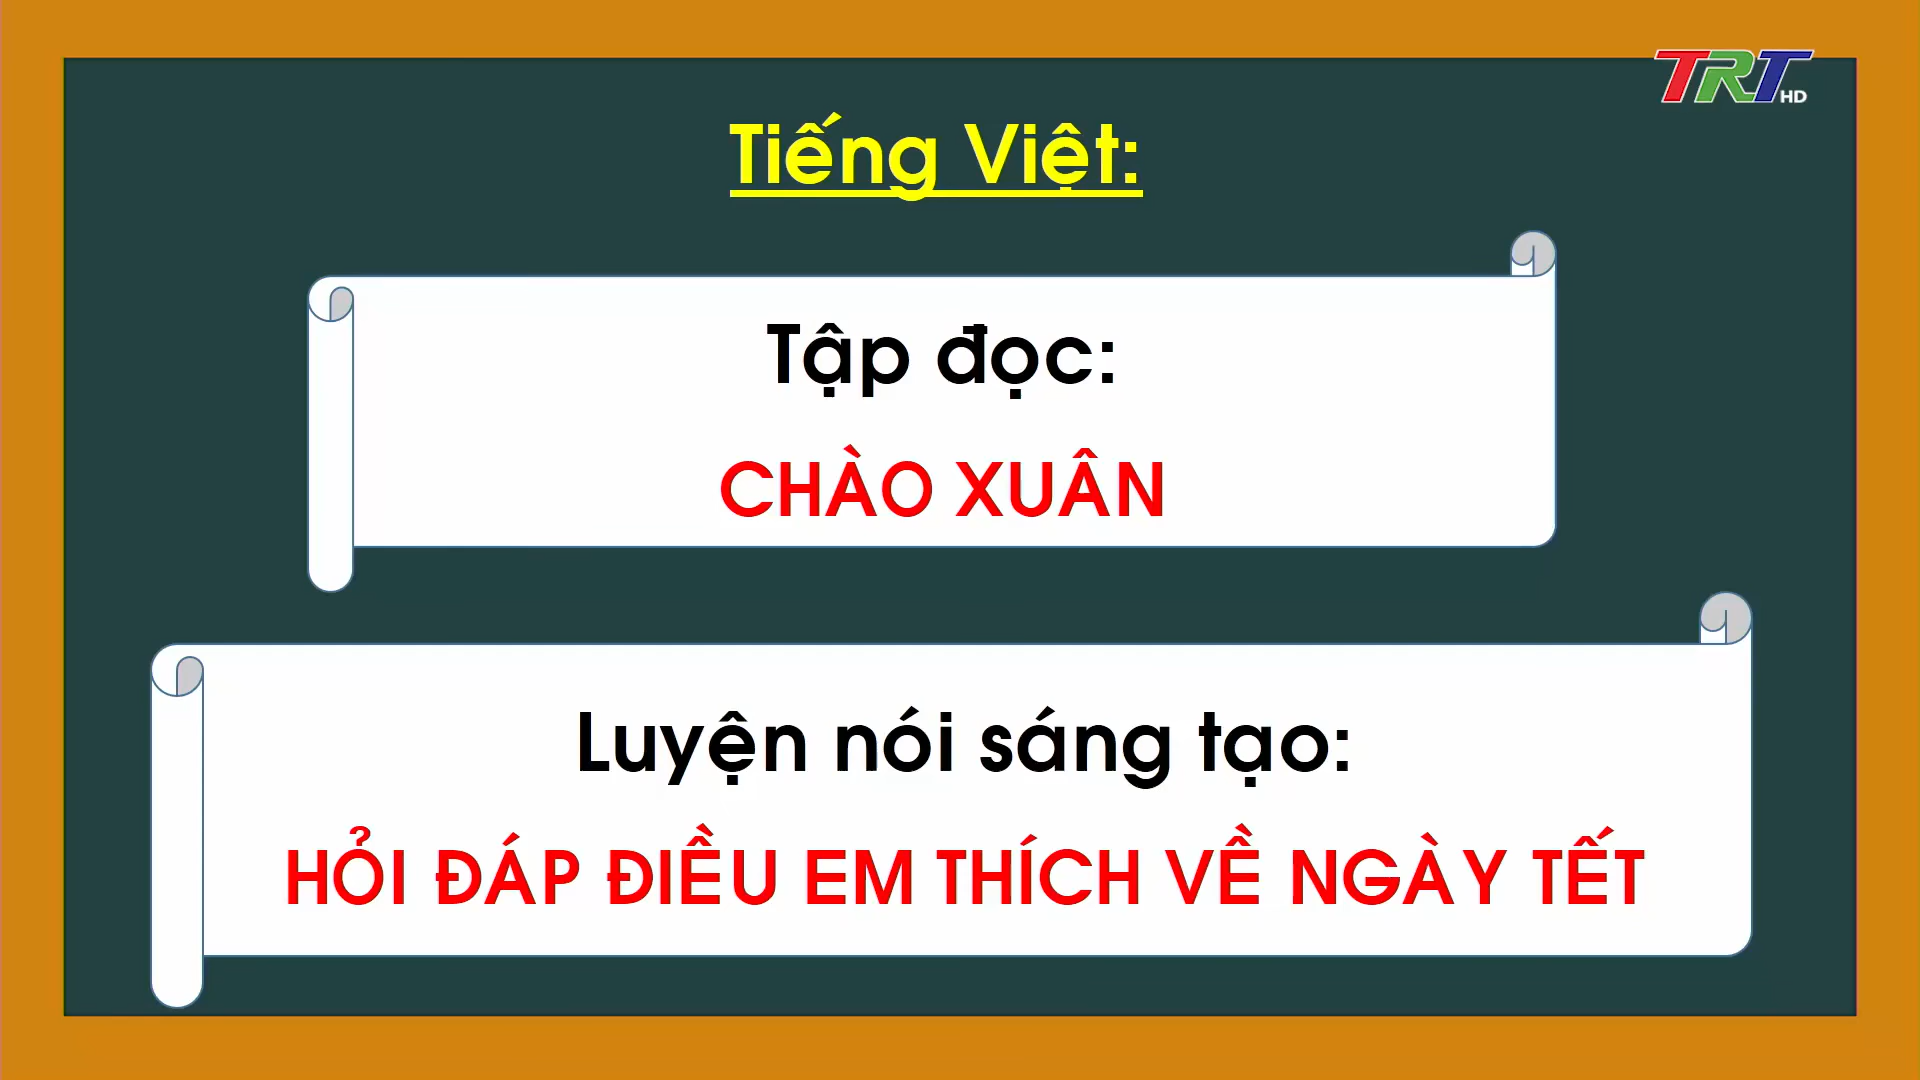 TRT HD
Tiếng Việt:
Tập đọc:
CHÀO XUÂN
Luyện nói sáng tạo:
HỎI ĐÁP ĐIỀU EM THÍCH VỀ NGÀY TẾT